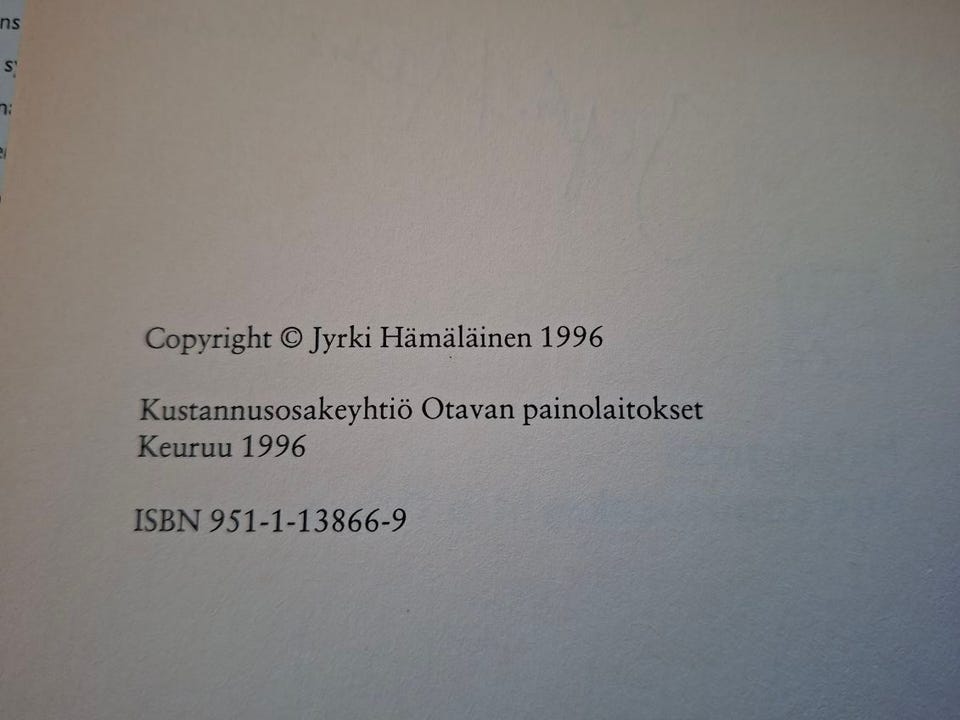 Copyright © Jyrki Hämäläinen 1996
Kustannusosakeyhtiö Otavan painolaitokset
Keuruu 1996
ISBN 951-1-13866-9